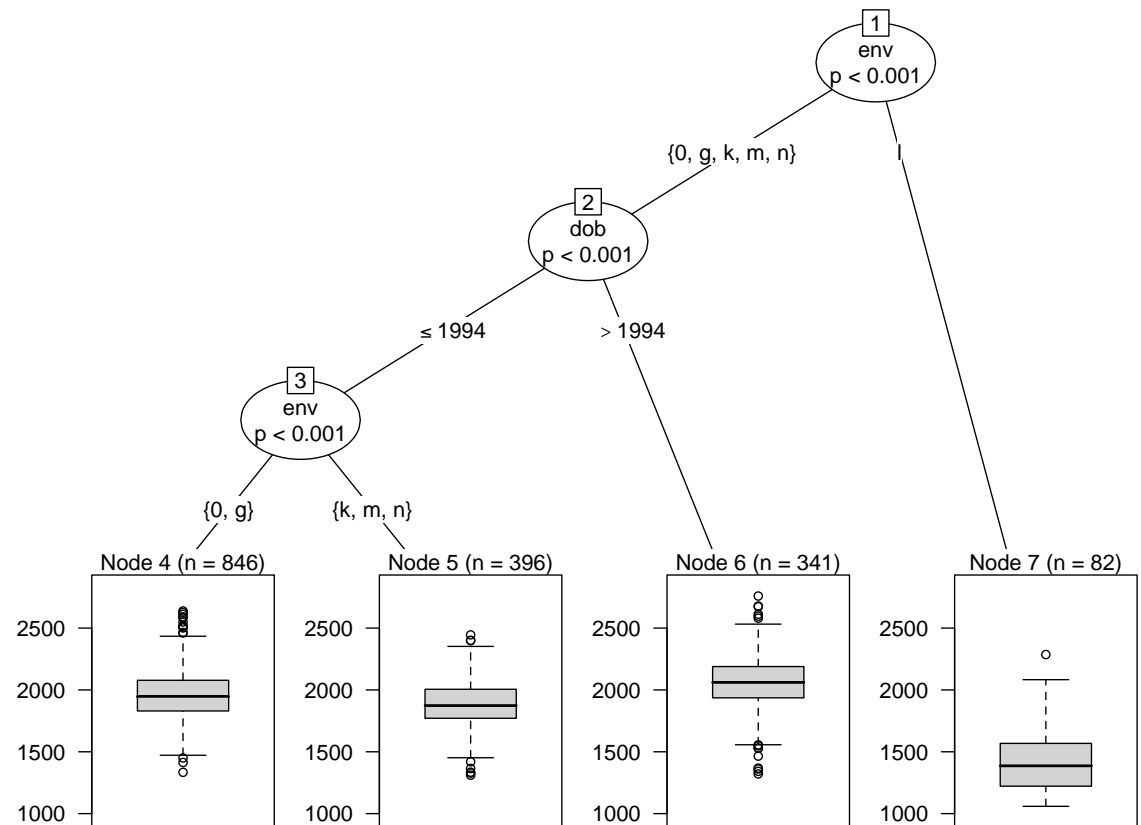 1
env
p < 0.001
{0, g, k, m, n}
l
2
dob
p < 0.001
≤ 1994
> 1994
3
env
p < 0.001
{0, g}
{k, m, n}
Node 4 (n = 846)
Node 5 (n = 396)
Node 6 (n = 341)
Node 7 (n = 82)
2500
2000
1500
1000
2500
2000
1500
1000
2500
2000
1500
1000
2500
2000
1500
1000